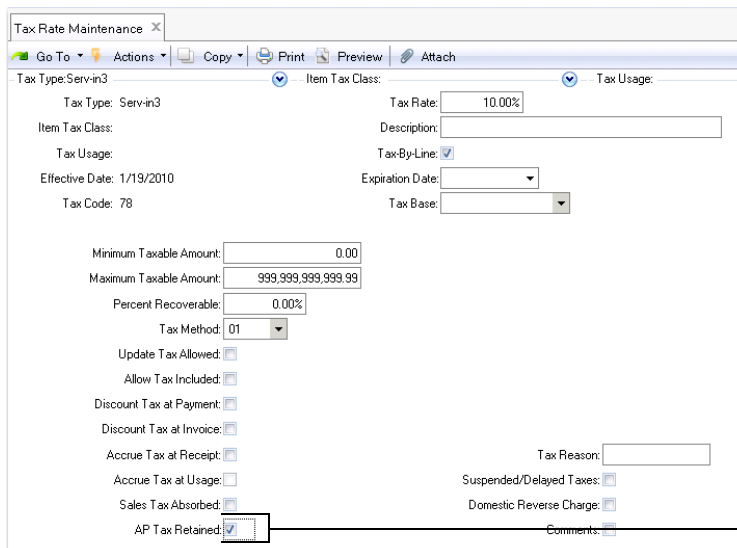 Tax Rate Maintenance
Go To Actions Copy Print Preview Attach
Tax Type:Serv-in3 Item Tax Class: Tax Usage:
Tax Type: Serv-in3 Tax Rate: 10.00%
Item Tax Class: Description:
Tax Usage: Tax-By-Line:
Effective Date: 1/19/2010 Expiration Date:
Tax Code: 78 Tax Base:
Minimum Taxable Amount: 0.00
Maximum Taxable Amount: 999,999,999,999.99
Percent Recoverable: 0.00%
Tax Method: 01
Update Tax Allowed:
Allow Tax Included:
Discount Tax at Payment:
Discount Tax at Invoice:
Accrue Tax at Receipt: Tax Reason:
Accrue Tax at Usage: Suspended/Delayed Taxes:
Sales Tax Absorbed: Domestic Reverse Charge:
AP Tax Retained: Comments: